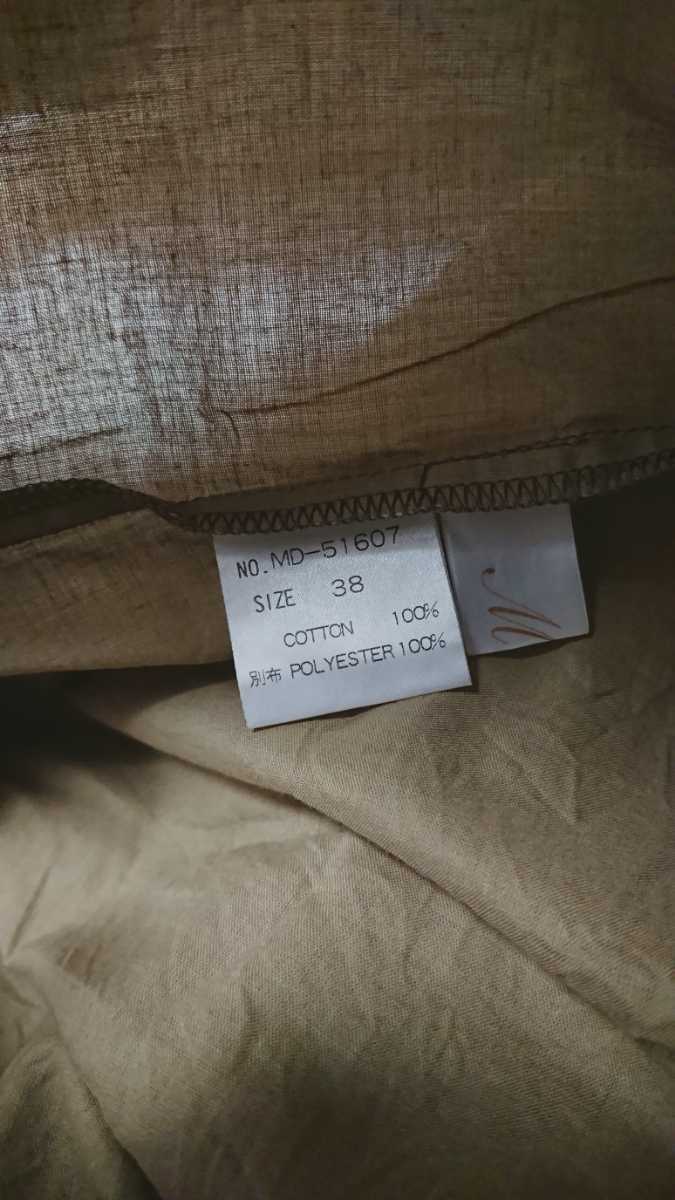 NO.MD-51607
SIZE 38
COTTON 100%
別布 POLYESTER 100%
M